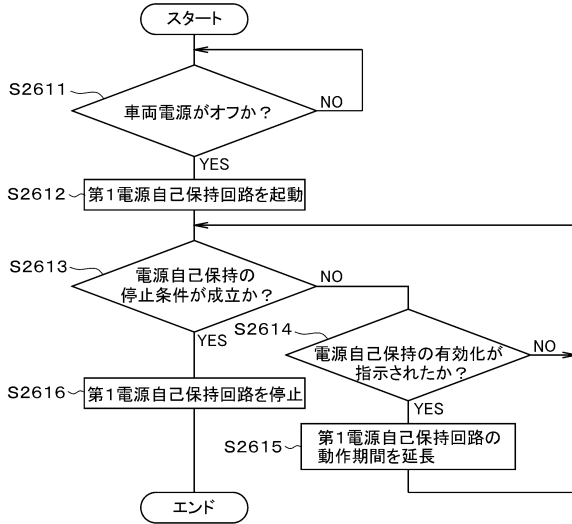 スタート
S2611
車両電源がオフか？
NO
YES
S2612
第1電源自己保持回路を起動
S2613
電源自己保持の
停止条件が成立か？
NO
YES
S2614
電源自己保持の有効化が
指示されたか？
NO
YES
S2616
第1電源自己保持回路を停止
S2615
第1電源自己保持回路の
動作期間を延長
エンド